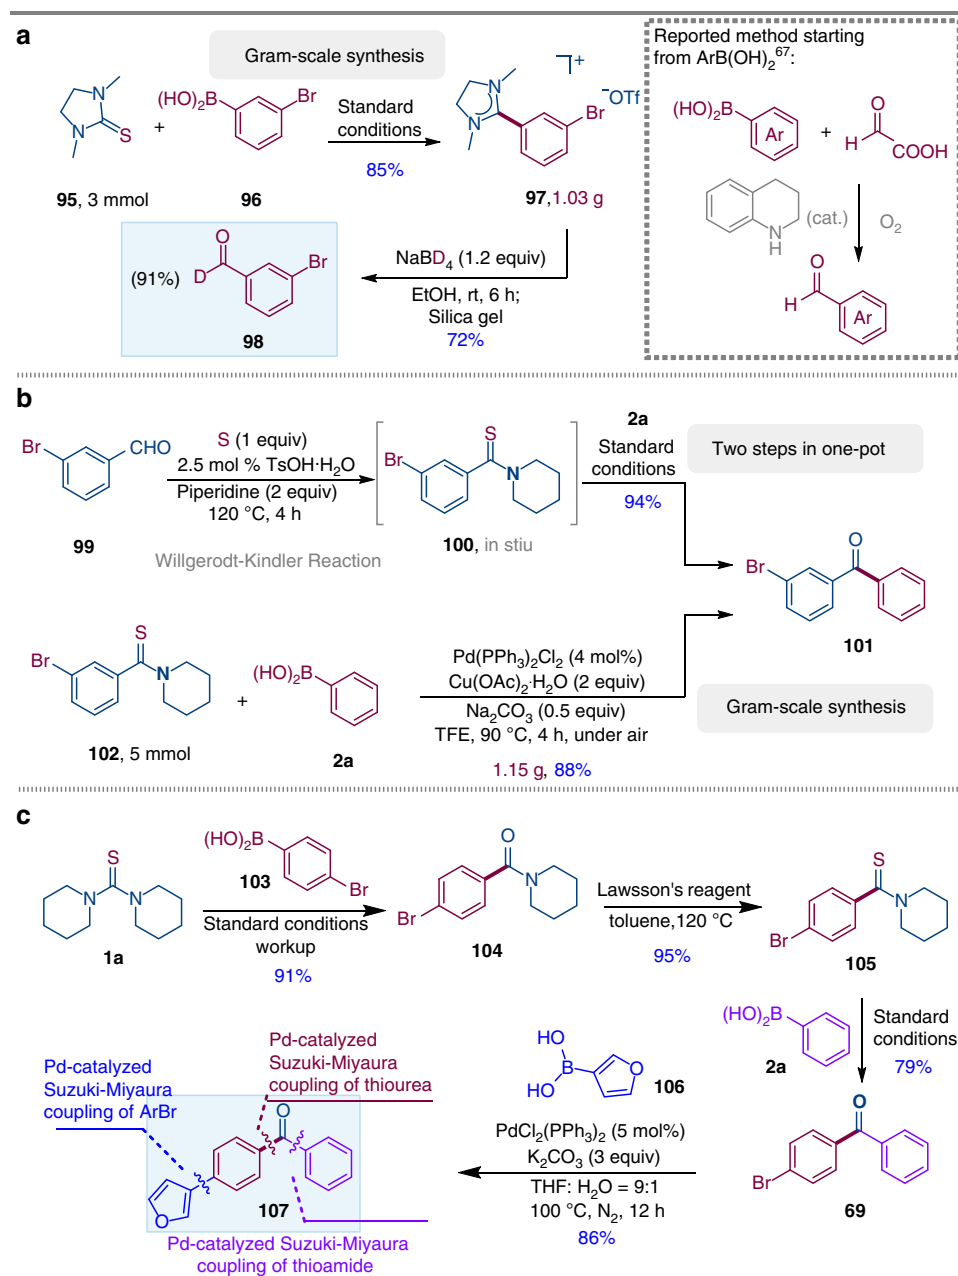 a
Gram-scale synthesis
N
N
S
+
(HO)₂B
Br
Standard
conditions
85%
N
N
Br
+
⁻OTf
95, 3 mmol
96
97,1.03 g
Reported method starting
from ArB(OH)₂⁶⁷:
(HO)₂B
Ar
+
O
H
COOH
N
H
(cat.)
O₂
O
H
Ar
(91%)
O
D
Br
98
NaBD₄ (1.2 equiv)
EtOH, rt, 6 h;
Silica gel
72%
b
Br
CHO
99
S (1 equiv)
2.5 mol % TsOH·H₂O
Piperidine (2 equiv)
120 °C, 4 h
Willgerodt-Kindler Reaction
S
Br
N
100, in stiu
2a
Standard
conditions
94%
Two steps in one-pot
O
Br
101
S
Br
N
102, 5 mmol
+
(HO)₂B
2a
Pd(PPh₃)₂Cl₂ (4 mol%)
Cu(OAc)₂·H₂O (2 equiv)
Na₂CO₃ (0.5 equiv)
TFE, 90 °C, 4 h, under air
1.15 g, 88%
Gram-scale synthesis
c
S
N
N
1a
(HO)₂B
103
Br
Standard conditions
workup
91%
O
N
Br
104
Lawsson's reagent
toluene,120 °C
95%
S
N
Br
105
(HO)₂B
2a
Standard
conditions
79%
O
Br
69
HO
B
HO
O
106
PdCl₂(PPh₃)₂ (5 mol%)
K₂CO₃ (3 equiv)
THF: H₂O = 9:1
100 °C, N₂, 12 h
86%
Pd-catalyzed
Suzuki-Miyaura
coupling of thiourea
Pd-catalyzed
Suzuki-Miyaura
coupling of ArBr
O
O
107
Pd-catalyzed Suzuki-Miyaura
coupling of thioamide